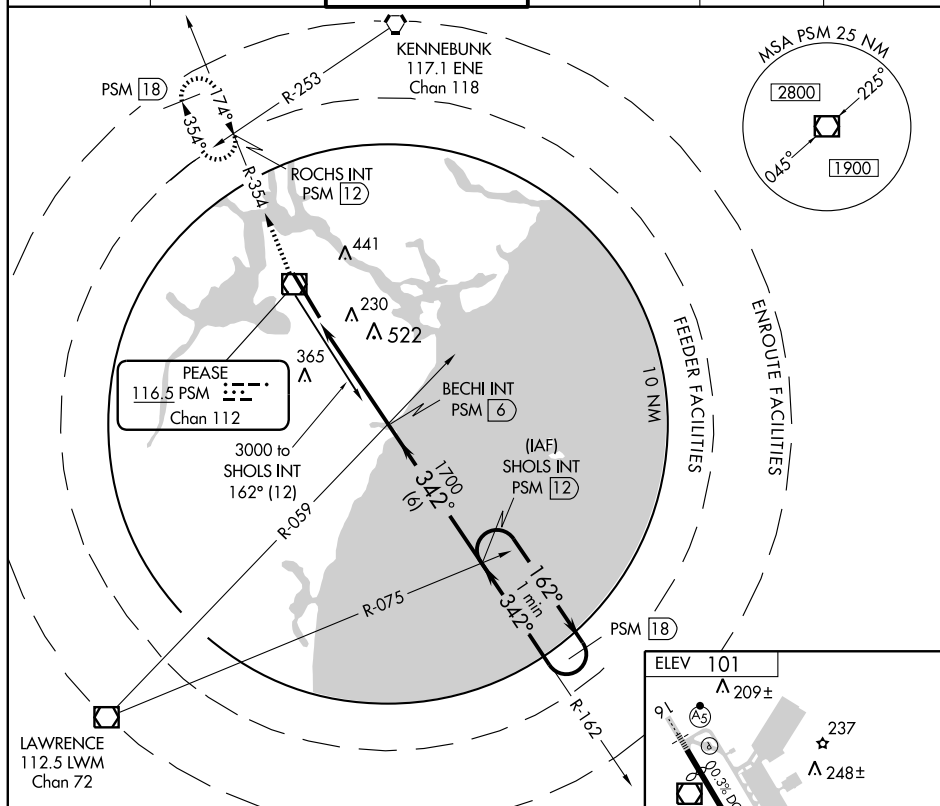 KENNEBUNK
117.1 ENE
Chan 118
R-253
PSM 18
174°
354°
R-354
ROCHS INT
PSM 12
MSA PSM 25 NM
2800
225°
045°
1900
441
230
522
365
PEASE
116.5 PSM
Chan 112
3000 to
SHOLS INT
162° (12)
BECHI INT
PSM 6
10 NM
FEEDER FACILITIES
ENROUTE FACILITIES
(IAF)
SHOLS INT
PSM 12
1700
342°
(6)
R-059
R-075
162°
1 min
342°
PSM 18
R-162
LAWRENCE
112.5 LWM
Chan 72
ELEV 101
209±
16
A5
237
248±